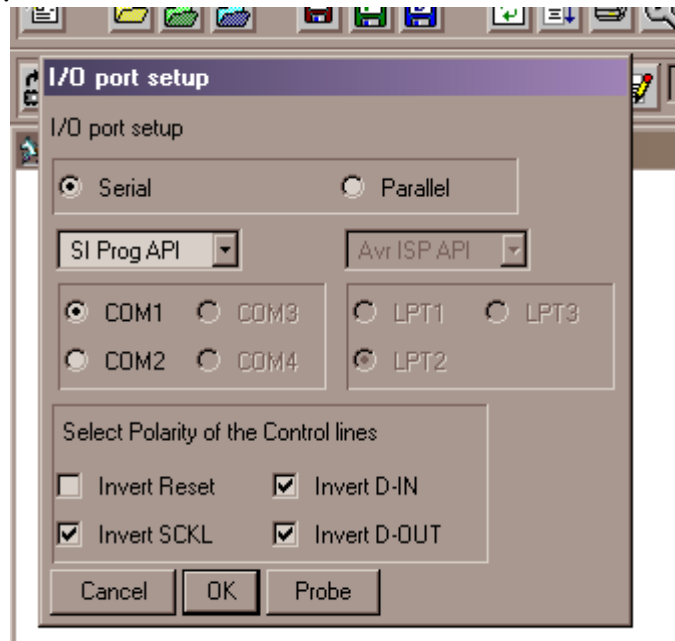 I/O port setup
I/O port setup
Serial Parallel
SI Prog API Avr ISP API
COM1 COM3 LPT1 LPT3
COM2 COM4 LPT2
Select Polarity of the Control lines
Invert Reset Invert D-IN
Invert SCKL Invert D-OUT
Cancel OK Probe